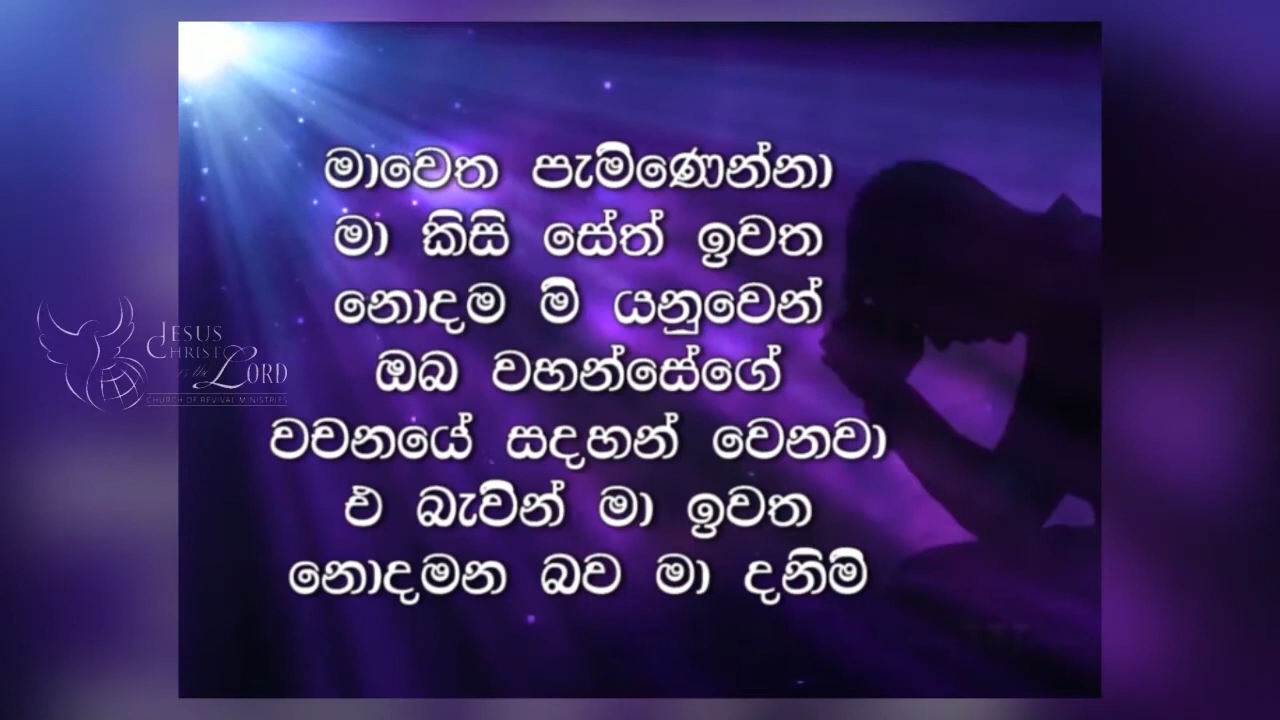 මාවෙත පැමිණෙන්නා
මා කිසි සේත් ඉවත
නොදම මි යනුවෙන්
ඔබ වහන්සේගේ
වචනයේ සදහන් වෙනවා
එ බැවින් මා ඉවත
නොදමන බව මා දනිමි
JESUS
CHRIST
is the LORD
CHURCH OF REVIVAL MINISTRIES